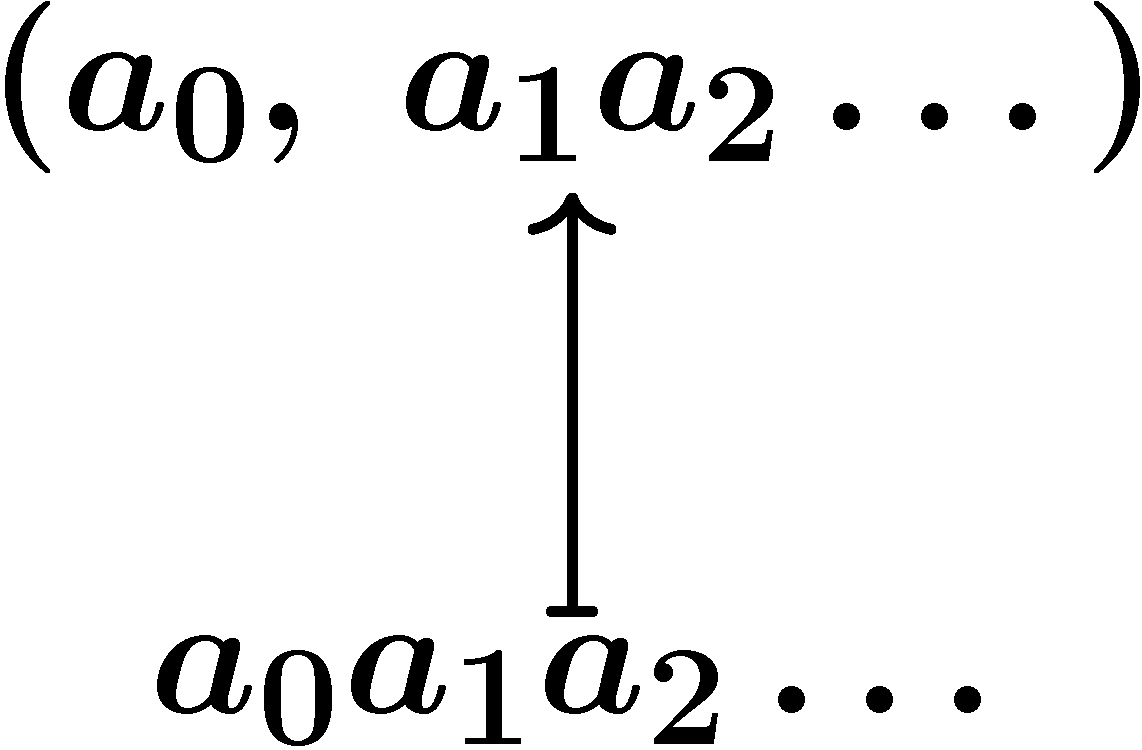 (a₀, a₁a₂ . . . )
a₀a₁a₂ . . .